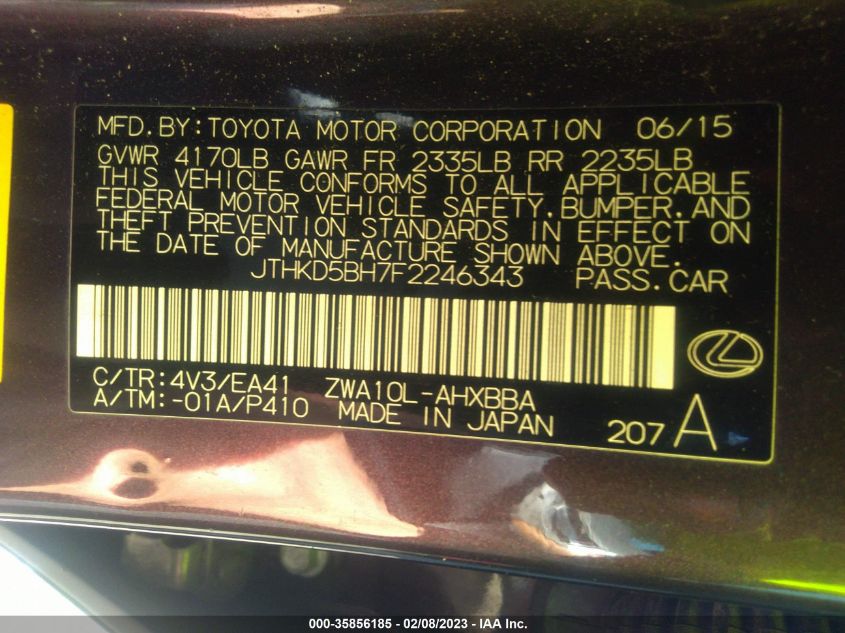 MFD.BY:TOYOTA MOTOR CORPORATION 06/15
GVWR 4170LB GAWR FR 2335LB RR 2235LB
THIS VEHICLE CONFORMS TO ALL APPLICABLE
FEDERAL MOTOR VEHICLE SAFETY,BUMPER,AND
THEFT PREVENTION STANDARDS IN EFFECT ON
THE DATE OF MANUFACTURE SHOWN ABOVE.
JTHKD5BH7F2246343 PASS.CAR
C/TR:4V3/EA41 ZWA10L-AHXBBA
A/TM:-01A/P410 MADE IN JAPAN 207 A
000-35856185 - 02/08/2023 - IAA Inc.